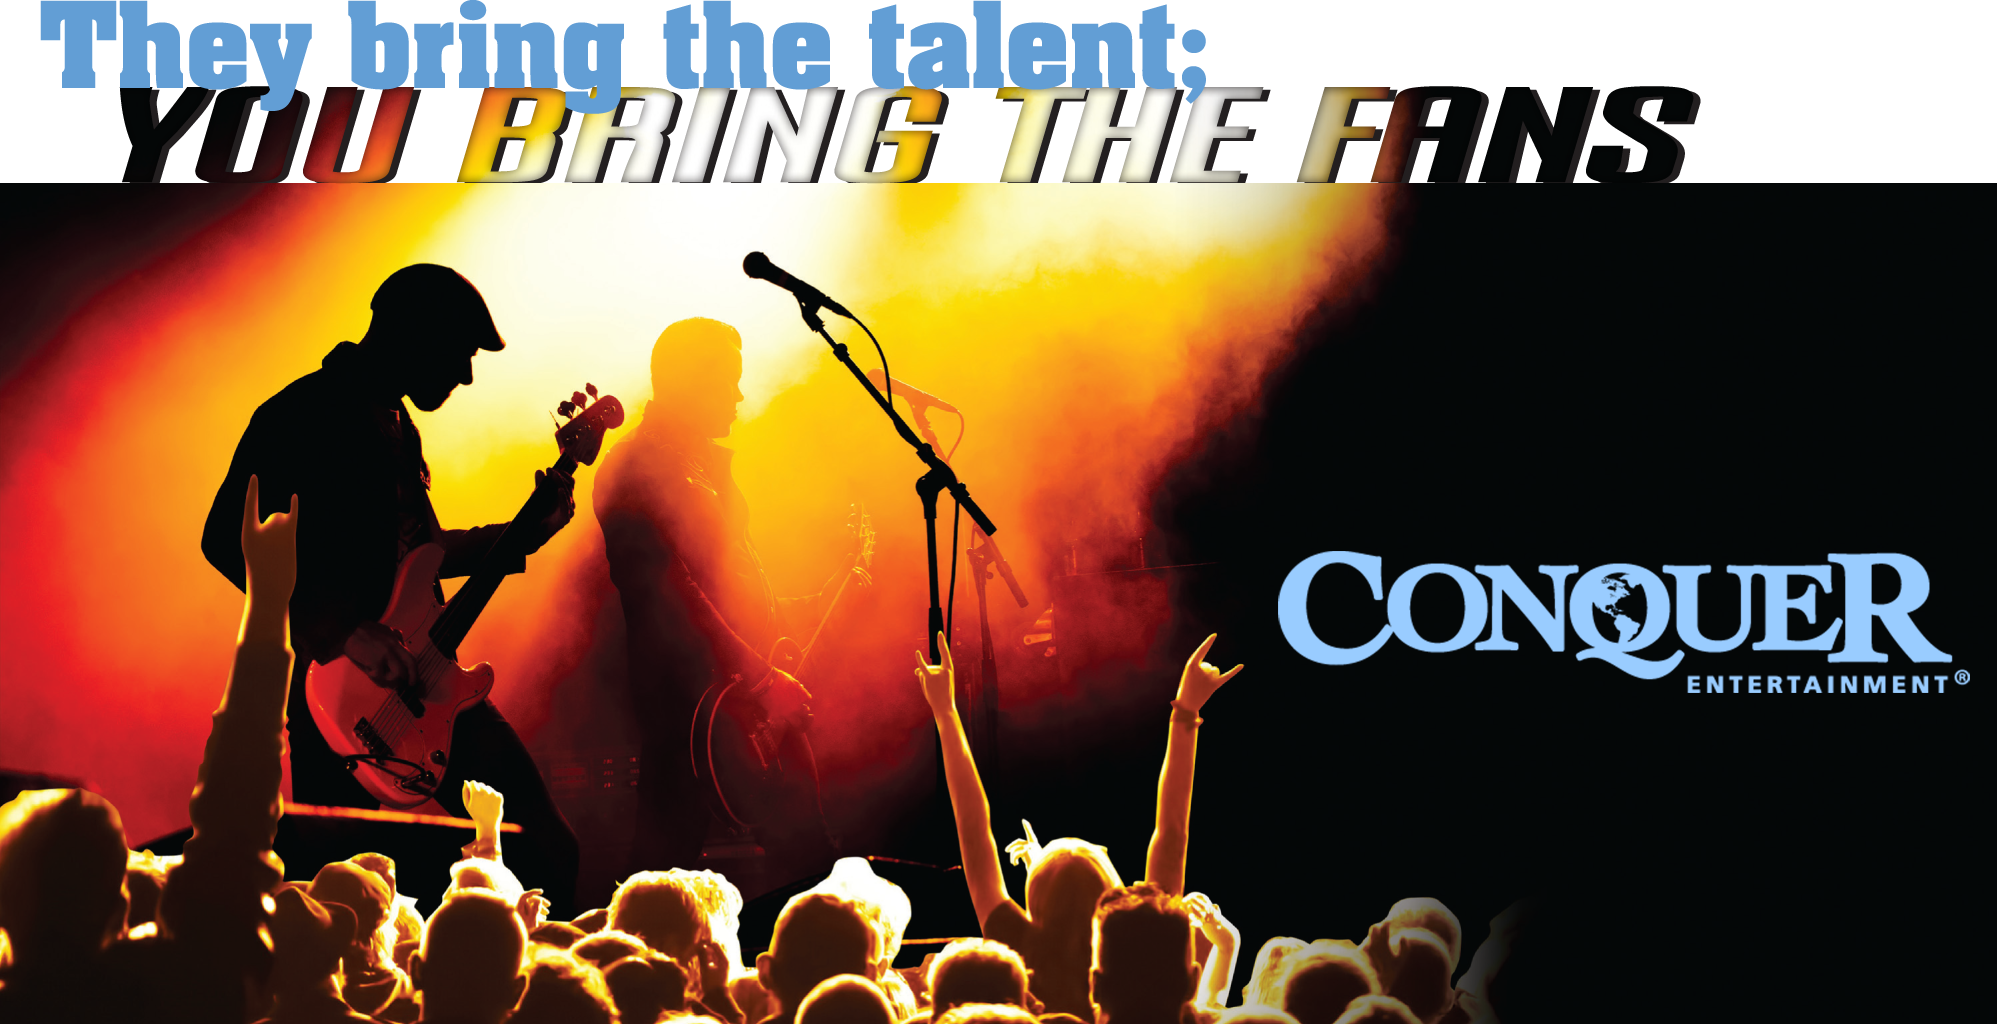 They bring the talent;
YOU BRING THE FANS
CONQUER
ENTERTAINMENT®